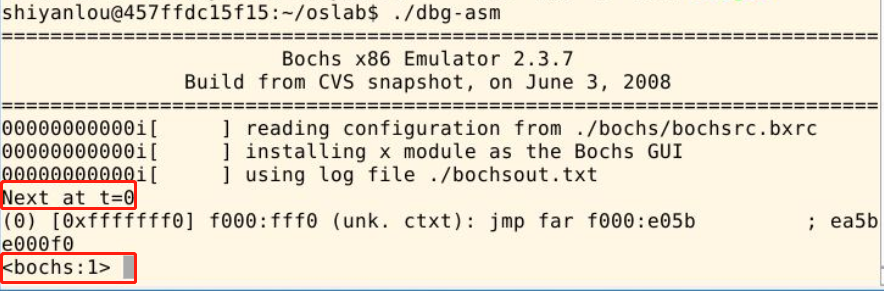 shiyanlou@457ffdc15f15:~/oslab$ ./dbg-asm
========================================================================
Bochs x86 Emulator 2.3.7
Build from CVS snapshot, on June 3, 2008
========================================================================
00000000000i[     ] reading configuration from ./bochs/bochsrc.bxrc
00000000000i[     ] installing x module as the Bochs GUI
00000000000i[     ] using log file ./bochsout.txt
Next at t=0
(0) [0xfffffff0] f000:fff0 (unk. ctxt): jmp far f000:e05b         ; ea5b
e000f0
<bochs:1>